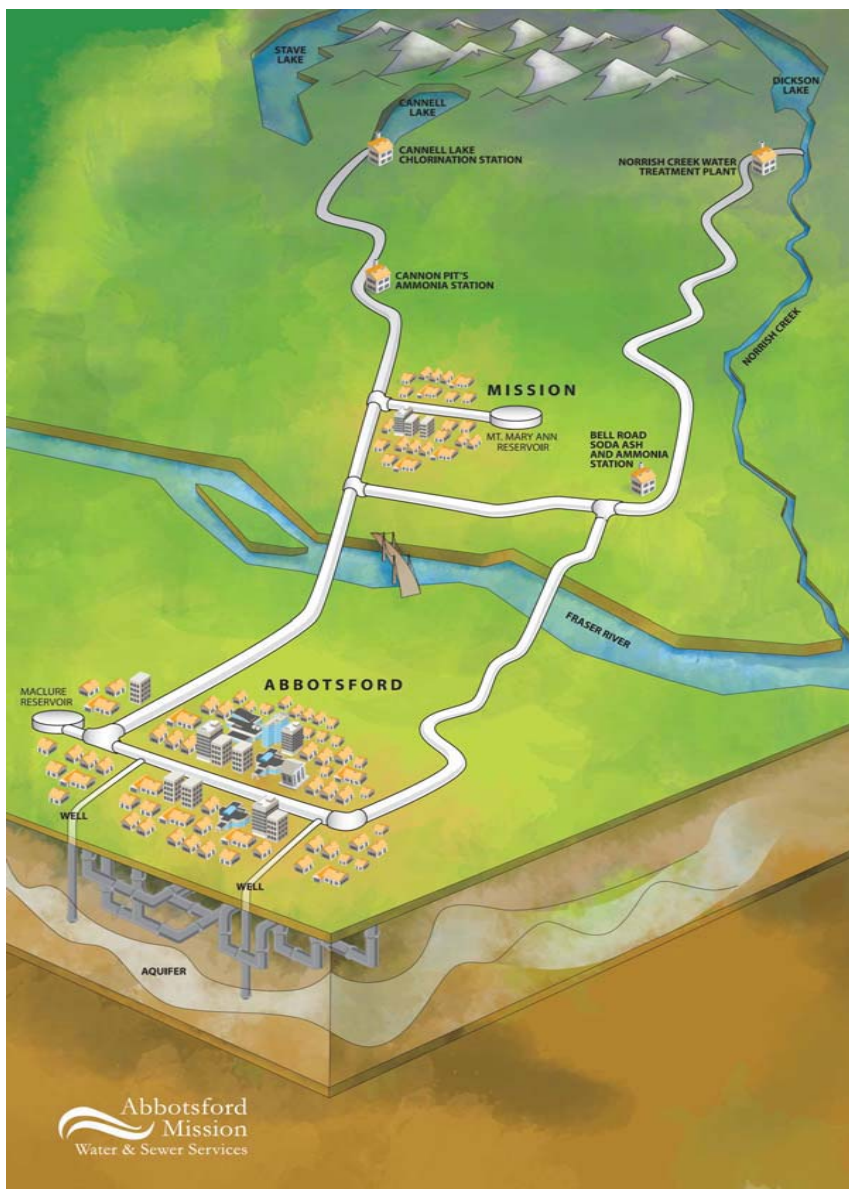 STAVE
LAKE
DICKSON
LAKE
CANNELL
LAKE
CANNELL LAKE
CHLORINATION STATION
NORRISH CREEK WATER
TREATMENT PLANT
CANNON PIT'S
AMMONIA STATION
NORRISH CREEK
MISSION
MT. MARY ANN
RESERVOIR
BELL ROAD
SODA ASH
AND AMMONIA
STATION
FRASER RIVER
ABBOTSFORD
MACLURE
RESERVOIR
WELL
WELL
AQUIFER
Abbotsford
Mission
Water & Sewer Services